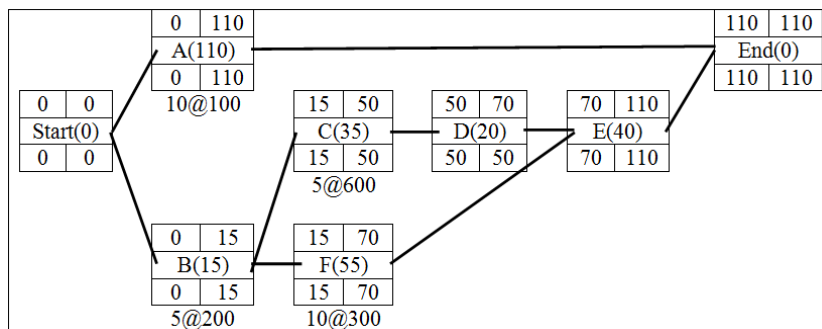 0 110
A(110)
0 110
10@100
110 110
End(0)
110 110
0 0
Start(0)
0 0
15 50
C(35)
15 50
5@600
50 70
D(20)
50 50
70 110
E(40)
70 110
0 15
B(15)
0 15
5@200
15 70
F(55)
15 70
10@300